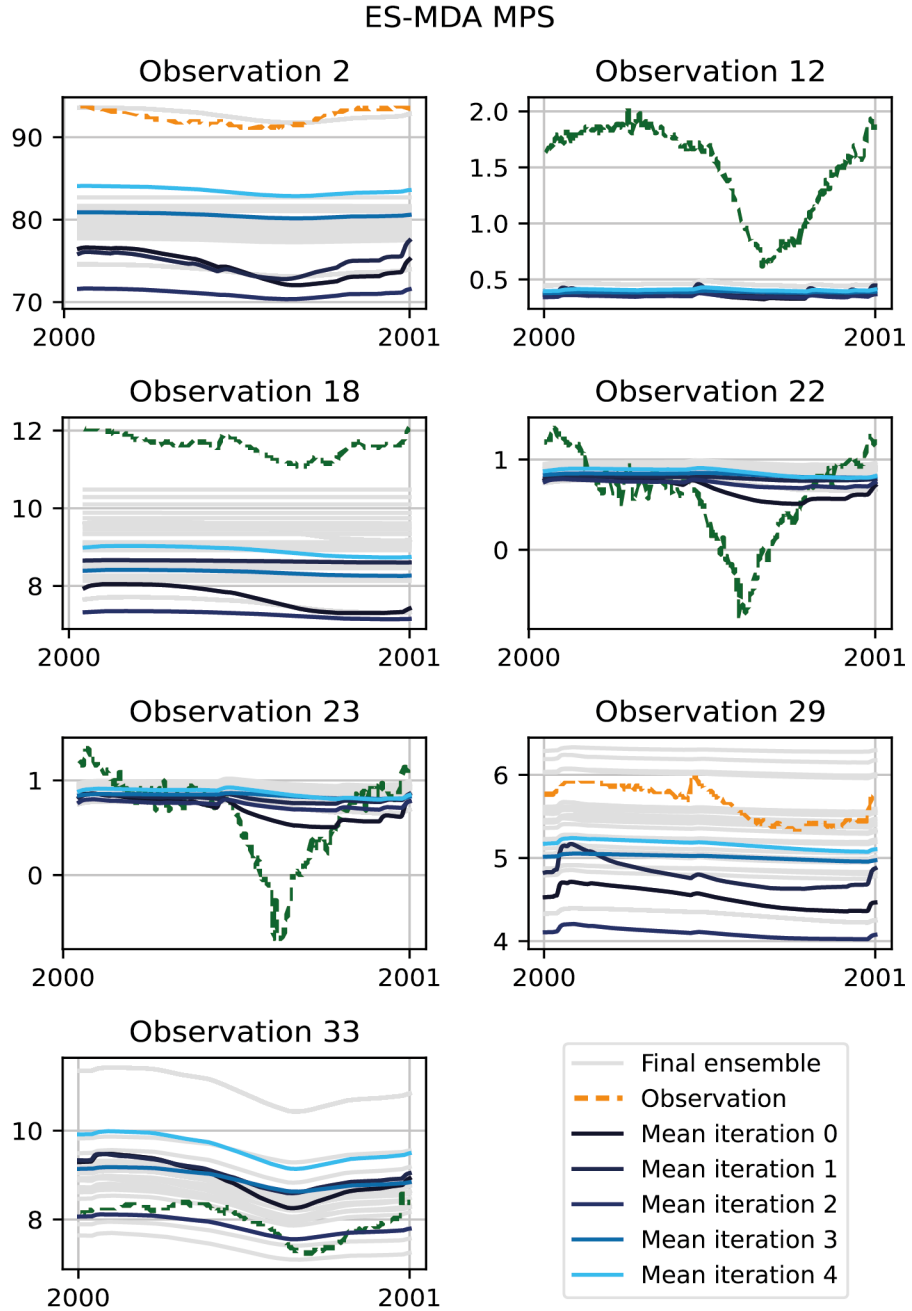 ES-MDA MPS
Observation 2
90
80
70
2000
2001
Observation 12
2.0
1.5
1.0
0.5
2000
2001
Observation 18
12
10
8
2000
2001
Observation 22
1
0
2000
2001
Observation 23
1
0
2000
2001
Observation 29
6
5
4
2000
2001
Observation 33
10
8
2000
2001
Final ensemble
Observation
Mean iteration 0
Mean iteration 1
Mean iteration 2
Mean iteration 3
Mean iteration 4